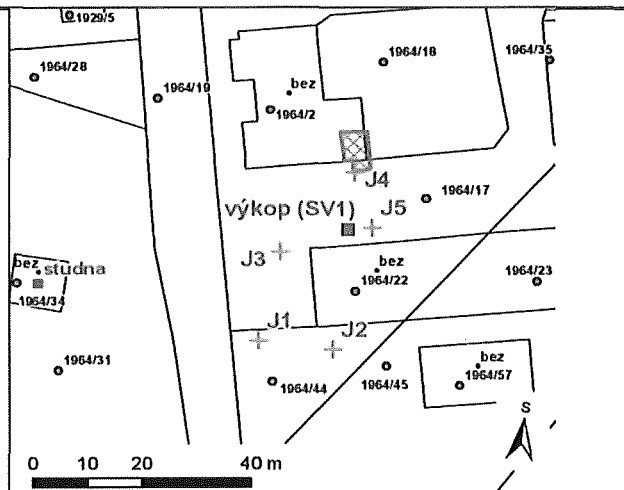 1929/5
1964/28
1964/19
bez
1964/2
1964/18
1964/35
J4
1964/17
výkop (SV1)
J5
J3
bez
studna
1964/34
bez
1964/22
1964/23
J1
J2
1964/31
1964/44
1964/45
bez
1964/57
S
0 10 20 40 m